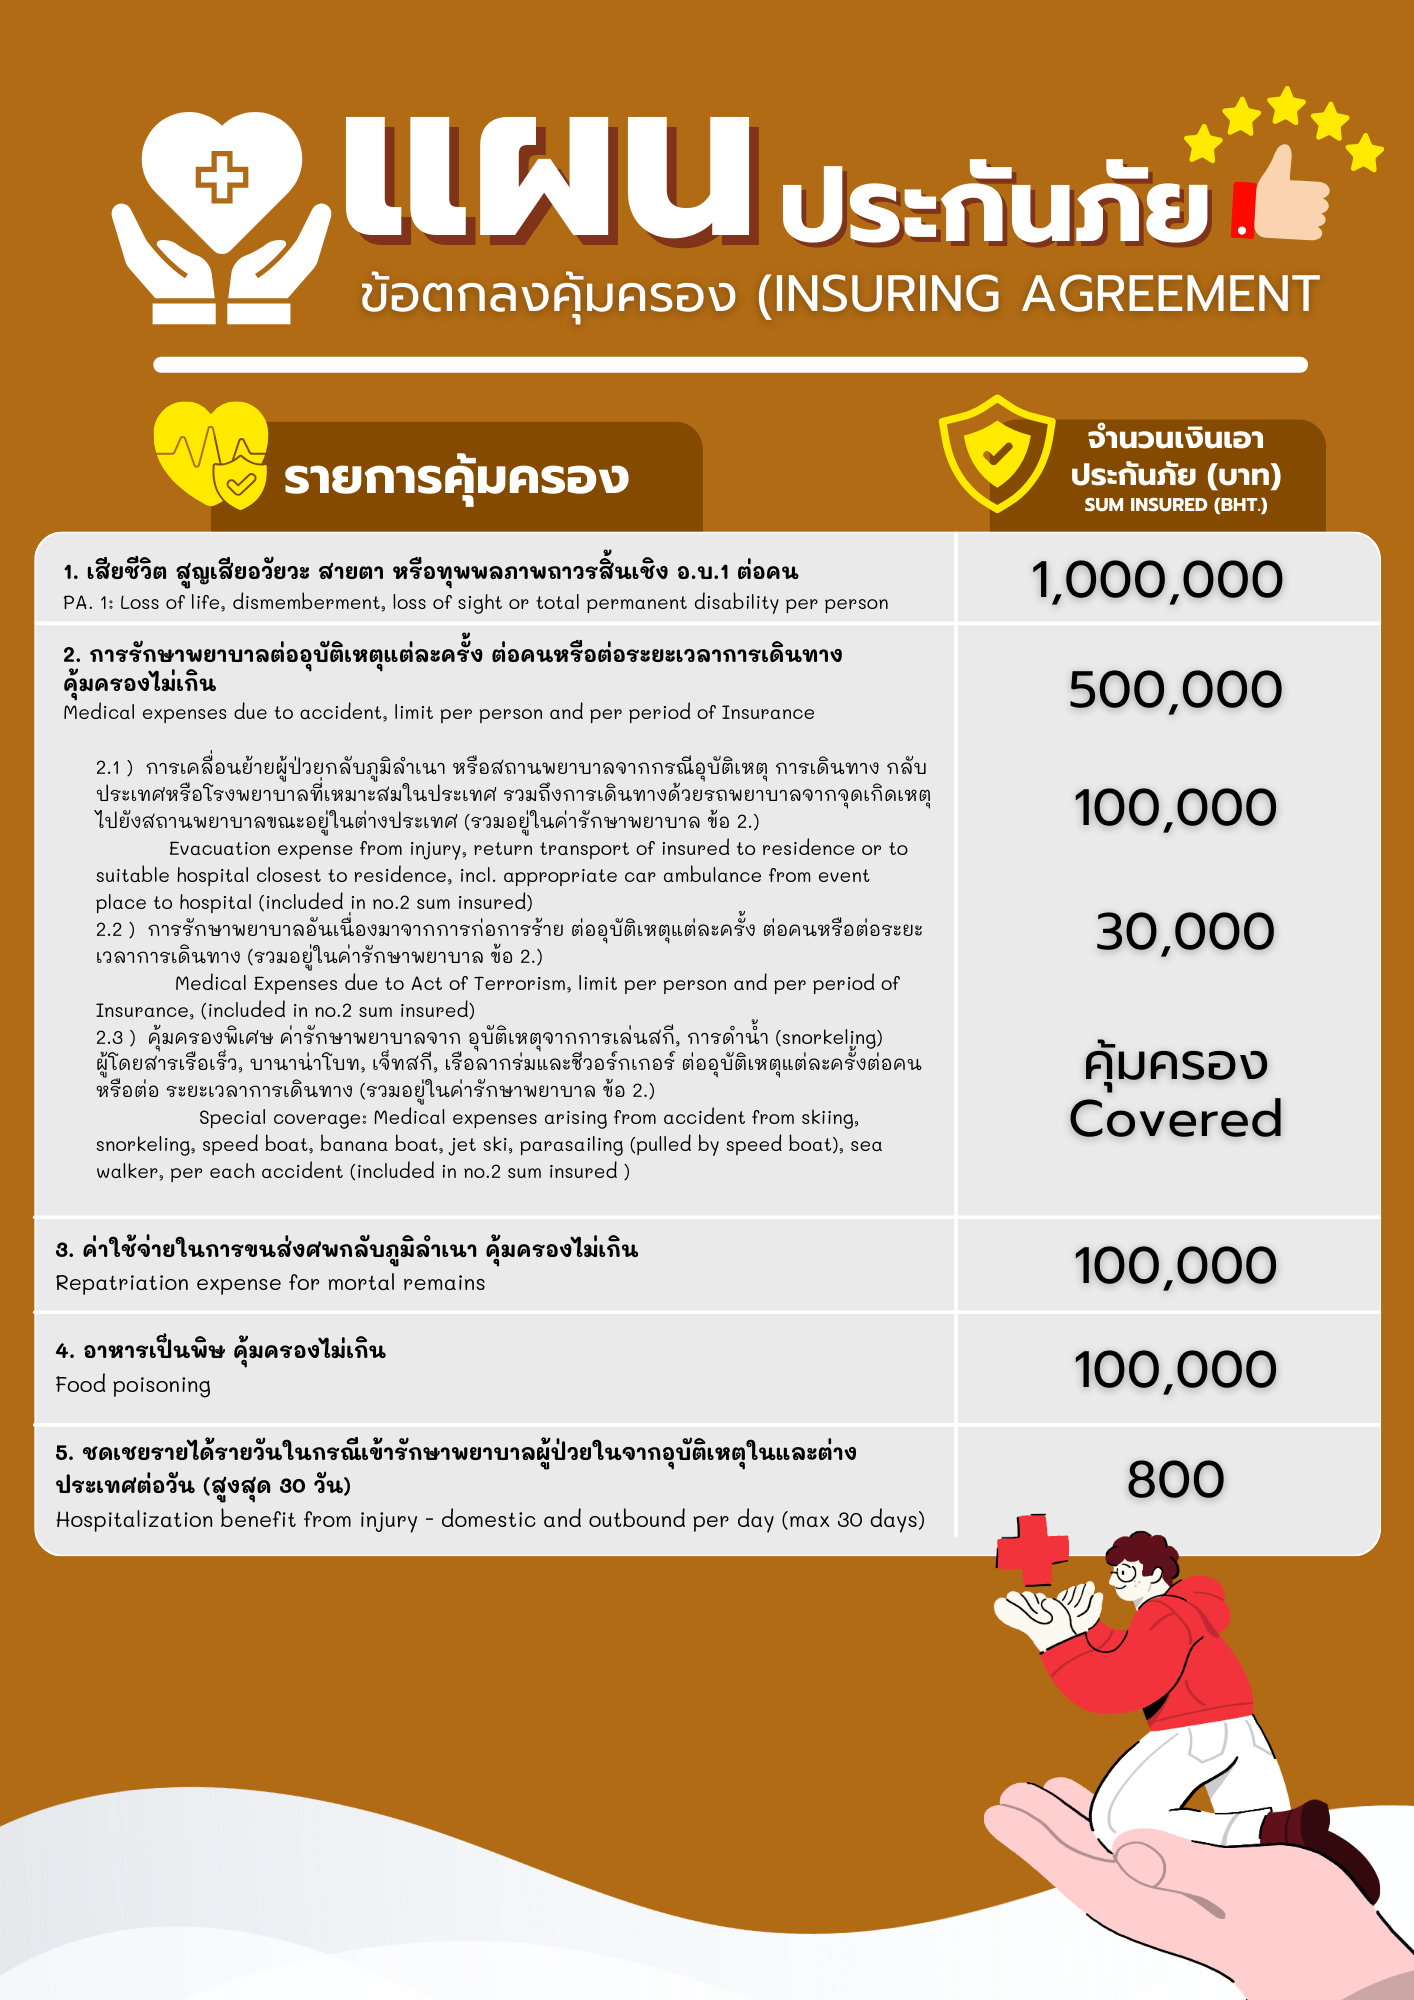 แผน ประกันภัย
ข้อตกลงคุ้มครอง (INSURING AGREEMENT
รายการคุ้มครอง
จำนวนเงินเอา
ประกันภัย (บาท)
SUM INSURED (BHT.)
1. เสียชีวิต สูญเสียอวัยวะ สายตา หรือทุพพลภาพถาวรสิ้นเชิง อ.บ.1 ต่อคน
PA. 1: Loss of life, dismemberment, loss of sight or total permanent disability per person
1,000,000
2. การรักษาพยาบาลต่ออุบัติเหตุแต่ละครั้ง ต่อคนหรือต่อระยะเวลาการเดินทาง
คุ้มครองไม่เกิน
Medical expenses due to accident, limit per person and per period of Insurance
500,000
2.1 ) การเคลื่อนย้ายผู้ป่วยกลับภูมิลำเนา หรือสถานพยาบาลจากกรณีอุบัติเหตุ การเดินทาง กลับ
ประเทศหรือโรงพยาบาลที่เหมาะสมในประเทศ รวมถึงการเดินทางด้วยรถพยาบาลจากจุดเกิดเหตุ
ไปยังสถานพยาบาลขณะอยู่ในต่างประเทศ (รวมอยู่ในค่ารักษาพยาบาล ข้อ 2.)
Evacuation expense from injury, return transport of insured to residence or to
suitable hospital closest to residence, incl. appropriate car ambulance from event
place to hospital (included in no.2 sum insured)
100,000
2.2 ) การรักษาพยาบาลอันเนื่องมาจากการก่อการร้าย ต่ออุบัติเหตุแต่ละครั้ง ต่อคนหรือต่อระยะ
เวลาการเดินทาง (รวมอยู่ในค่ารักษาพยาบาล ข้อ 2.)
Medical Expenses due to Act of Terrorism, limit per person and per period of
Insurance, (included in no.2 sum insured)
30,000
2.3 ) คุ้มครองพิเศษ ค่ารักษาพยาบาลจาก อุบัติเหตุจากการเล่นสกี, การดำน้ำ (snorkeling)
ผู้โดยสารเรือเร็ว, บานาน่าโบท, เจ็ทสกี, เรือลากร่มและซีวอร์กเกอร์ ต่ออุบัติเหตุแต่ละครั้งต่อคน
หรือต่อ ระยะเวลาการเดินทาง (รวมอยู่ในค่ารักษาพยาบาล ข้อ 2.)
Special coverage: Medical expenses arising from accident from skiing,
snorkeling, speed boat, banana boat, jet ski, parasailing (pulled by speed boat), sea
walker, per each accident (included in no.2 sum insured )
คุ้มครอง
Covered
3. ค่าใช้จ่ายในการขนส่งศพกลับภูมิลำเนา คุ้มครองไม่เกิน
Repatriation expense for mortal remains
100,000
4. อาหารเป็นพิษ คุ้มครองไม่เกิน
Food poisoning
100,000
5. ชดเชยรายได้รายวันในกรณีเข้ารักษาพยาบาลผู้ป่วยในจากอุบัติเหตุในและต่าง
ประเทศต่อวัน (สูงสุด 30 วัน)
Hospitalization benefit from injury - domestic and outbound per day (max 30 days)
800